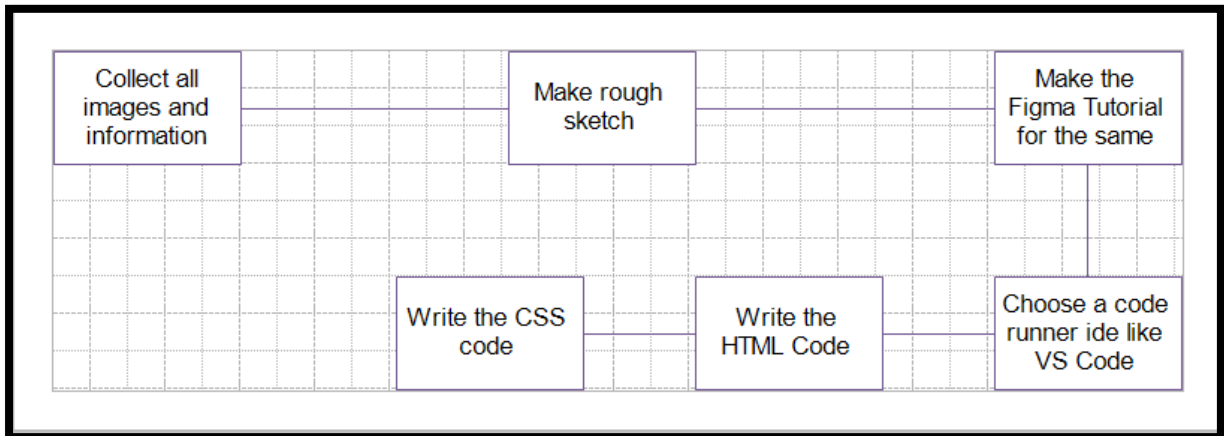 Collect all
images and
information
Make rough
sketch
Make the
Figma Tutorial
for the same
Choose a code
runner ide like
VS Code
Write the
HTML Code
Write the CSS
code